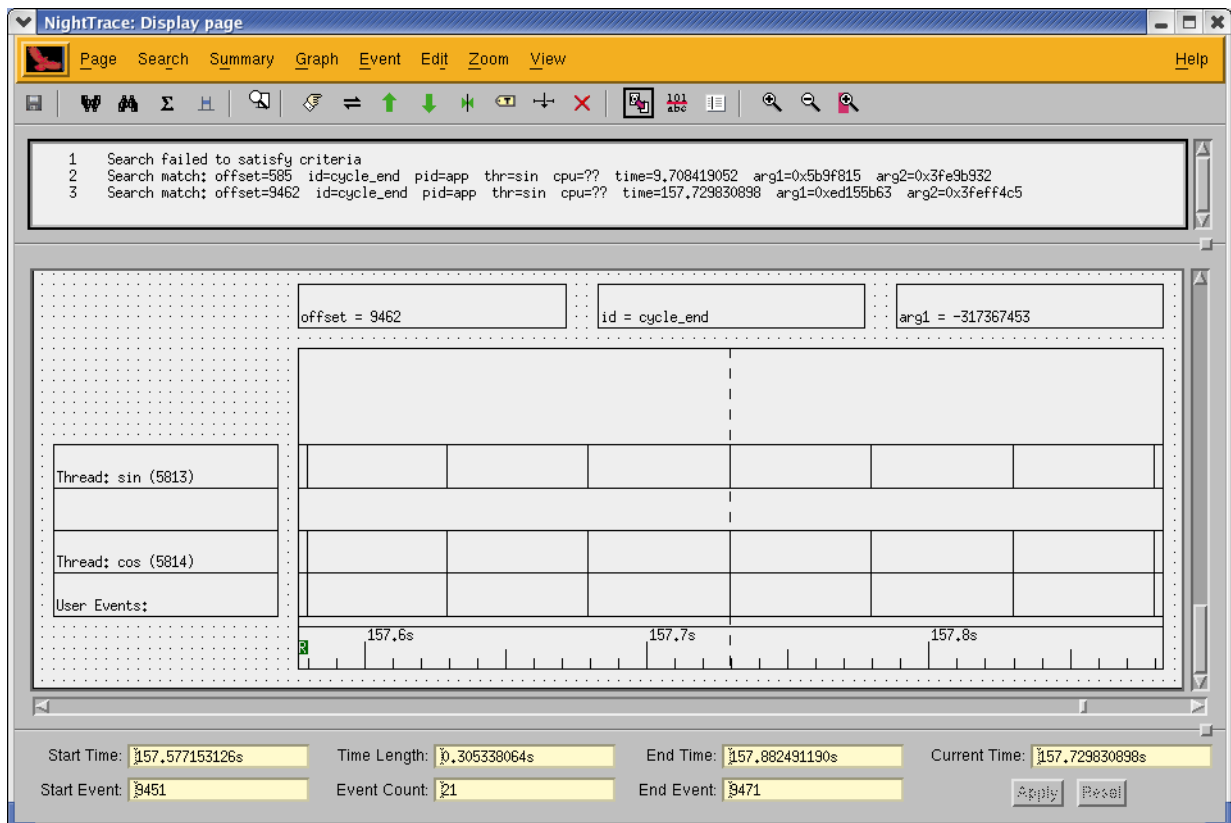 NightTrace: Display page
Page Search Summary Graph Event Edit Zoom View Help
Σ T 101 abc
1 Search failed to satisfy criteria
2 Search match: offset=585 id=cycle_end pid=app thr=sin cpu=?? time=9.708419052 arg1=0x5b9f815 arg2=0x3fe9b932
3 Search match: offset=9462 id=cycle_end pid=app thr=sin cpu=?? time=157.729830898 arg1=0xed155b63 arg2=0x3feff4c5
offset = 9462 id = cycle_end arg1 = -317367453
Thread: sin (5813)
Thread: cos (5814)
User Events:
R 157.6s 157.7s 157.8s
Start Time: 157.577153126s Time Length: 0.305338064s End Time: 157.882491190s Current Time: 157.729830898s
Start Event: 9451 Event Count: 21 End Event: 9471 Apply Reset